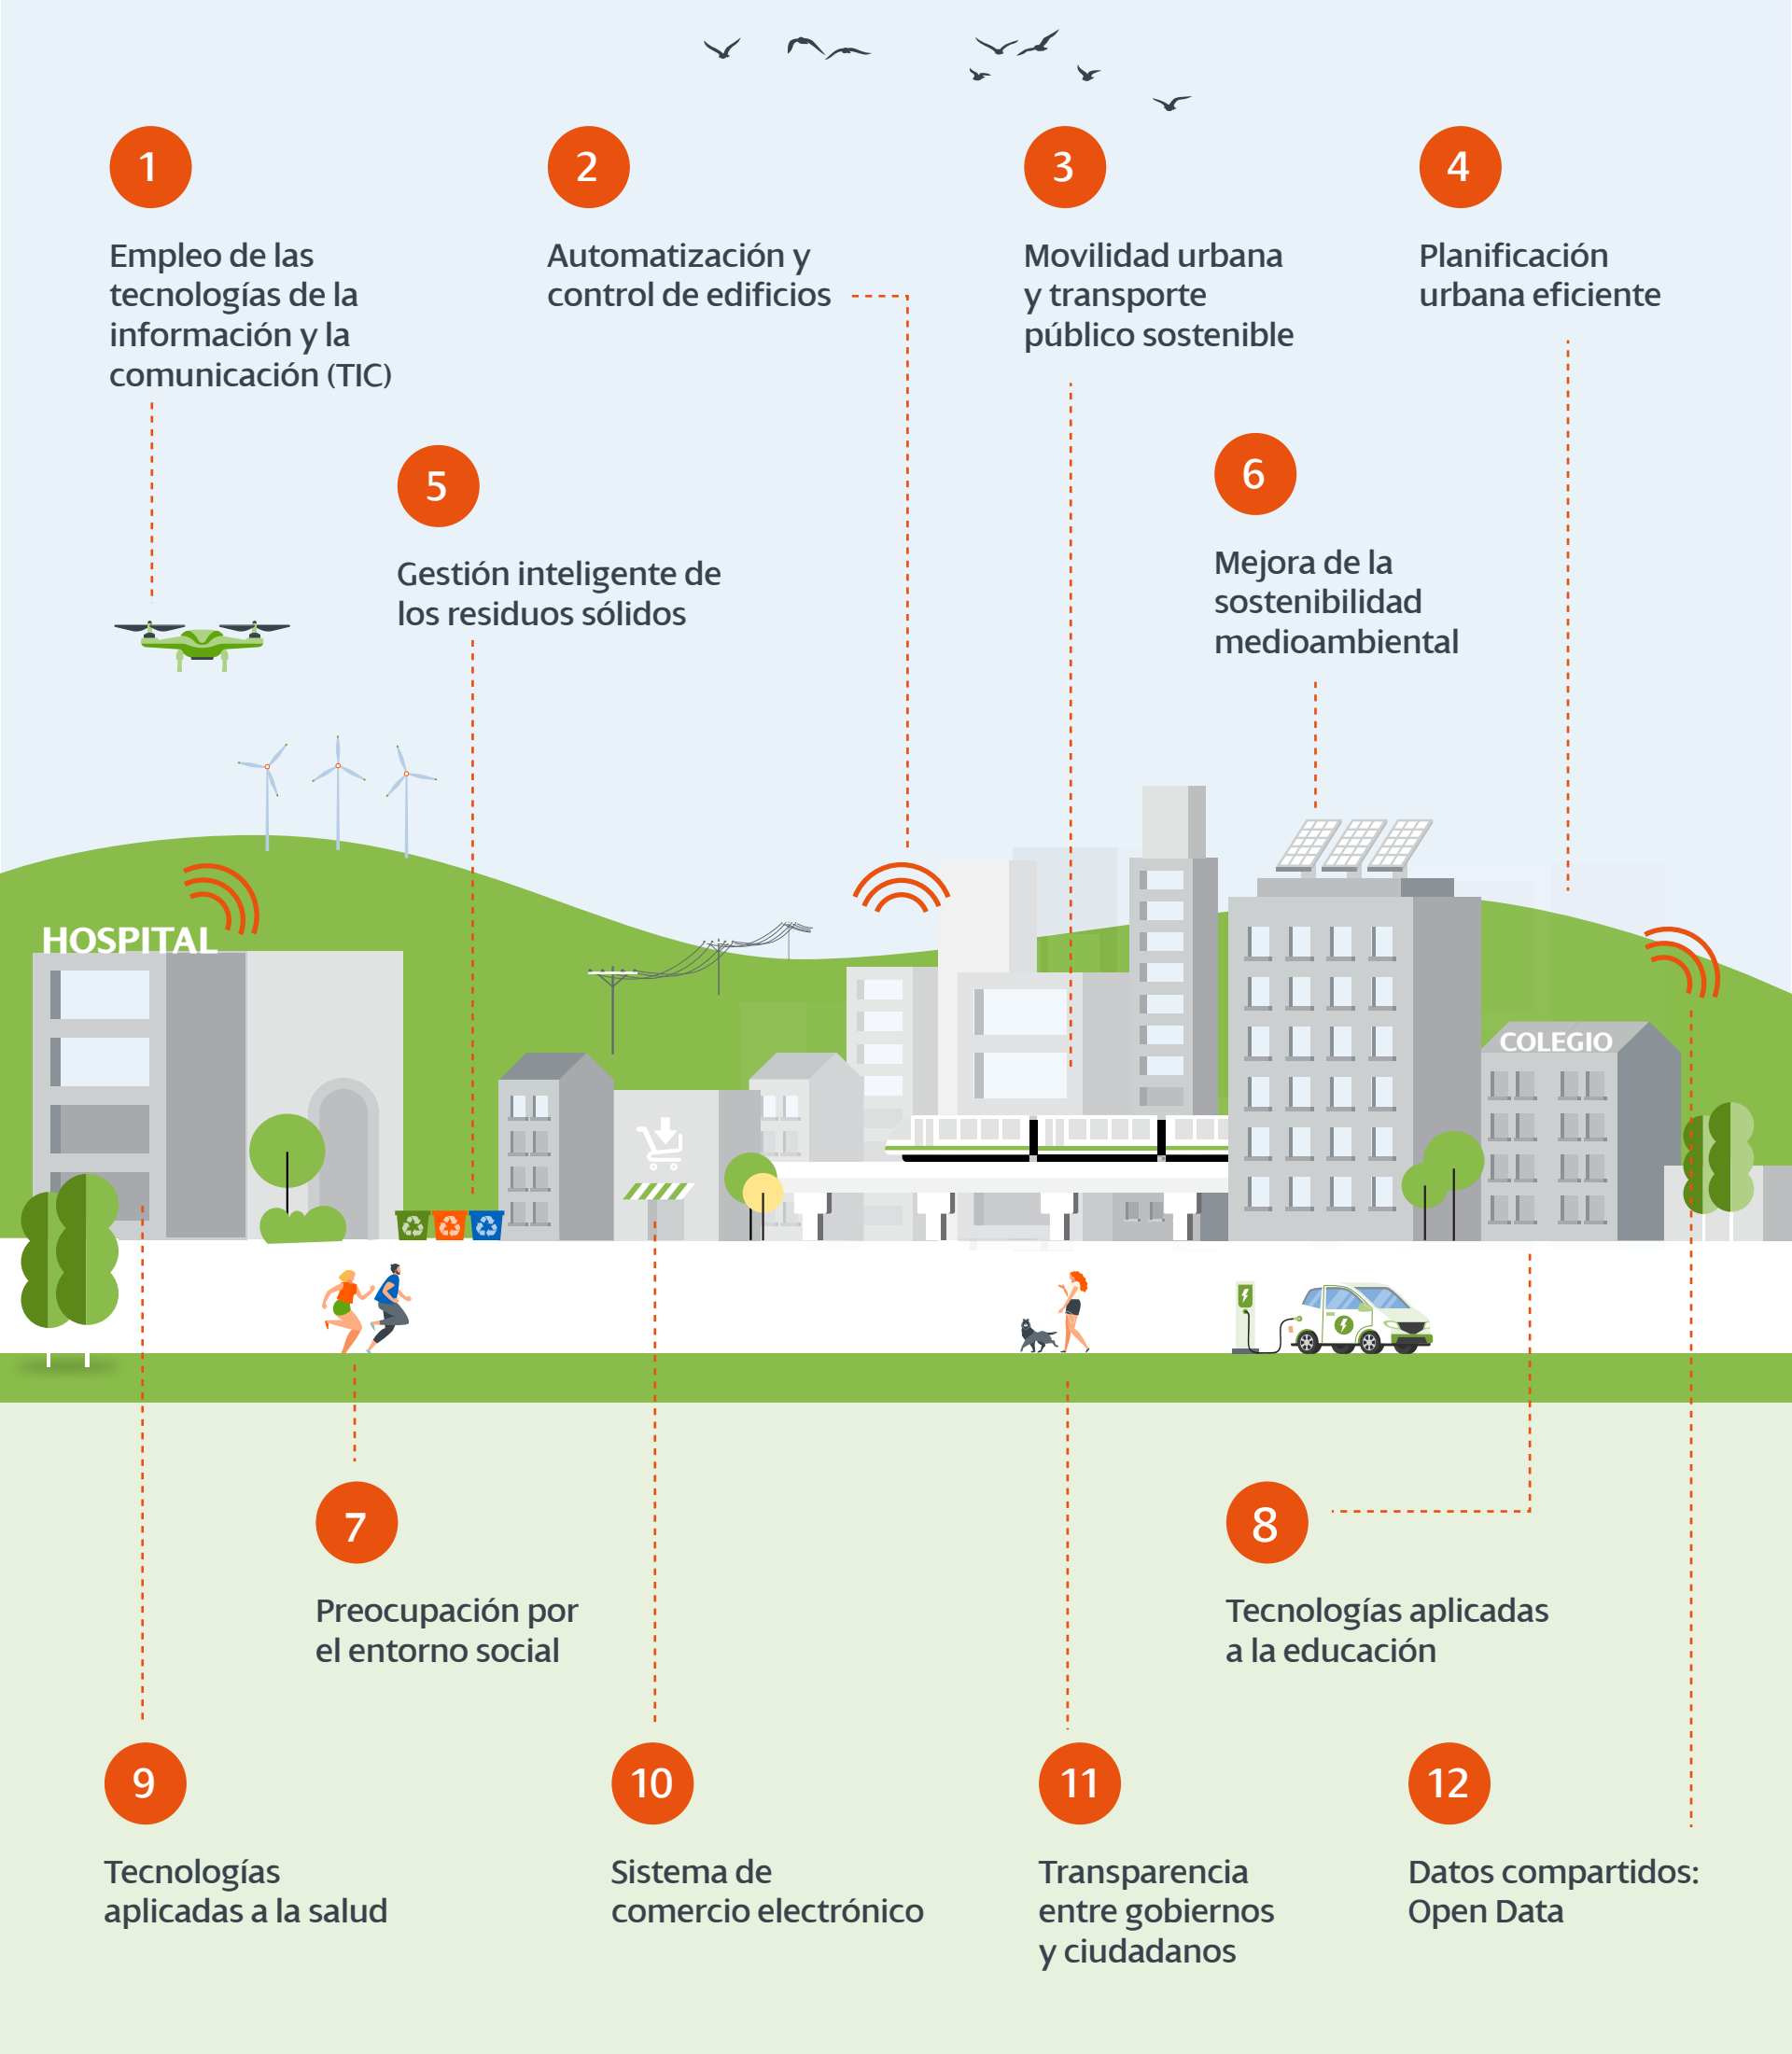 1
Empleo de las
tecnologías de la
información y la
comunicación (TIC)
2
Automatización y
control de edificios
3
Movilidad urbana
y transporte
público sostenible
4
Planificación
urbana eficiente
5
Gestión inteligente de
los residuos sólidos
6
Mejora de la
sostenibilidad
medioambiental
HOSPITAL
COLEGIO
7
Preocupación por
el entorno social
8
Tecnologías aplicadas
a la educación
9
Tecnologías
aplicadas a la salud
10
Sistema de
comercio electrónico
11
Transparencia
entre gobiernos
y ciudadanos
12
Datos compartidos:
Open Data